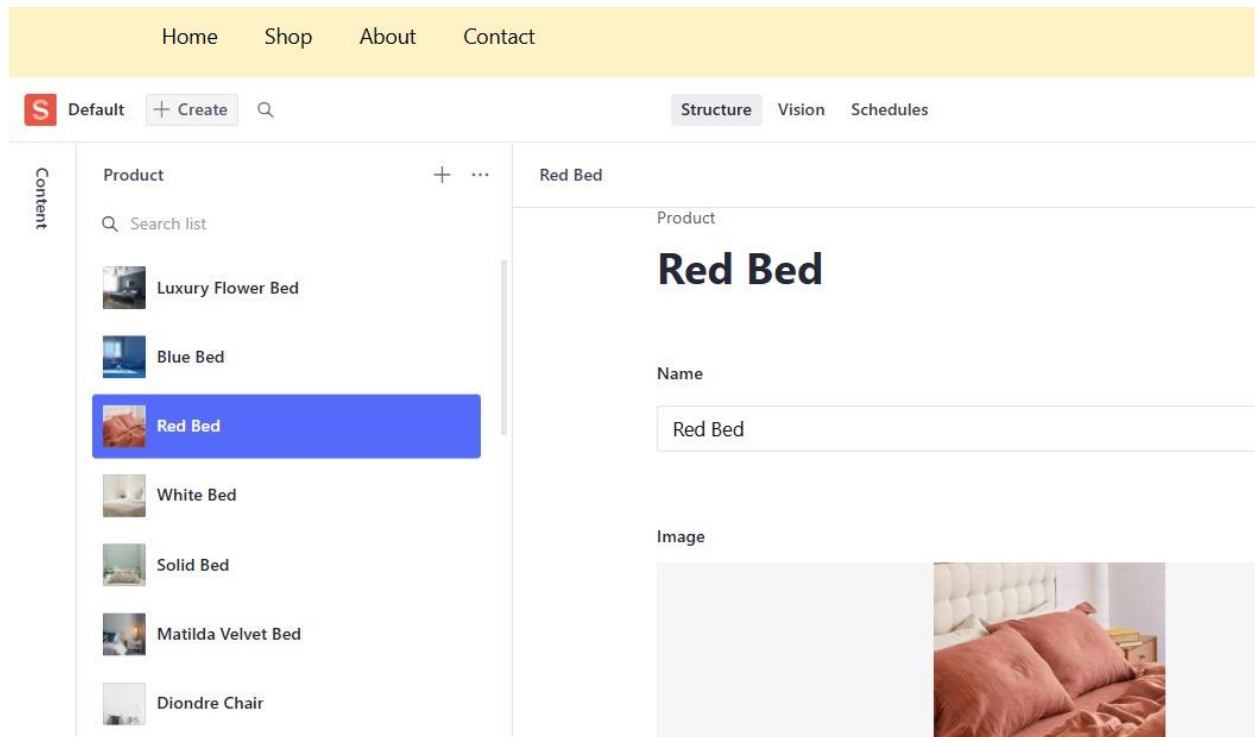 Home Shop About Contact
S Default + Create Structure Vision Schedules
Content
Product + ...
Search list
Luxury Flower Bed
Blue Bed
Red Bed
White Bed
Solid Bed
Matilda Velvet Bed
Diondre Chair
Red Bed
Product
Red Bed
Name
Red Bed
Image